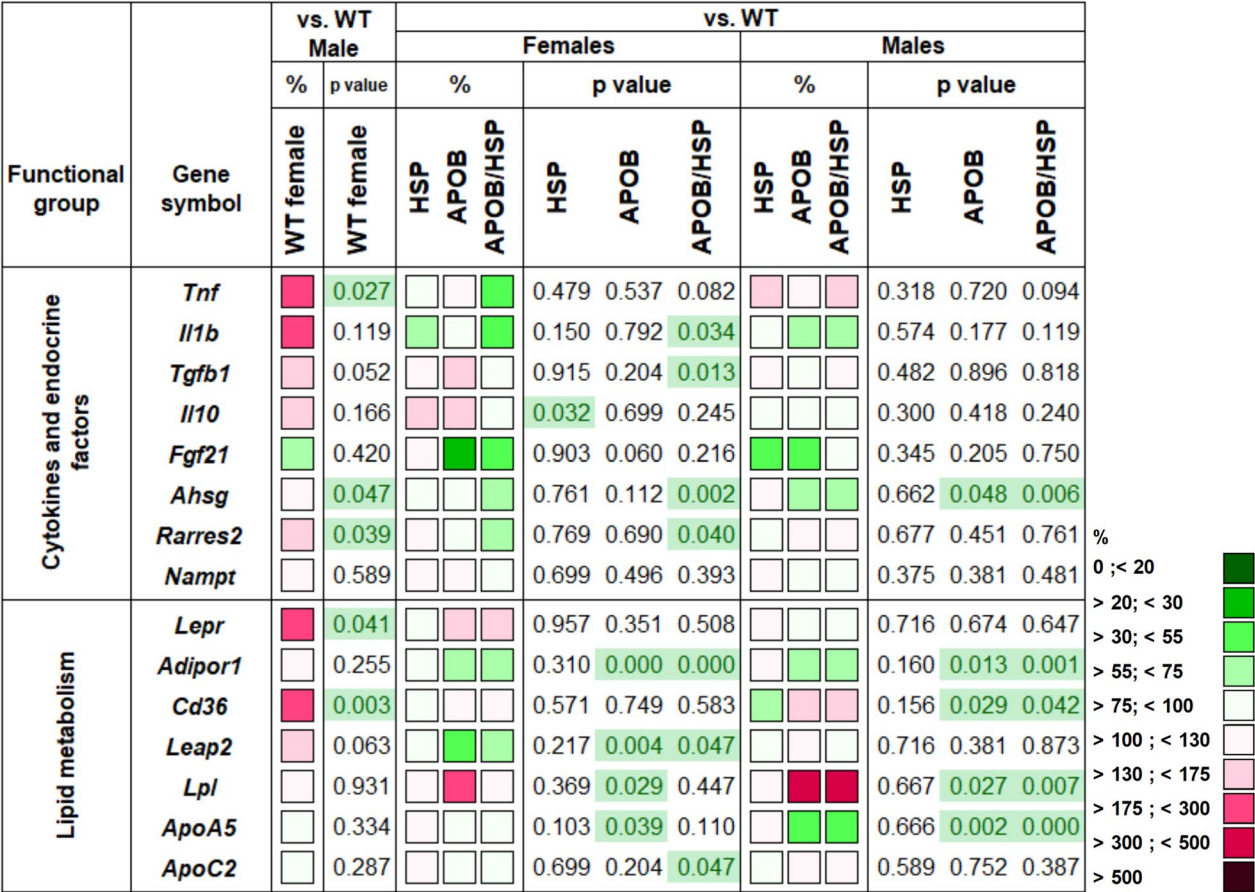 vs. WT Male
vs. WT
Females
Males
%
p value
%
p value
%
p value
Functional group
Gene symbol
WT female
WT female
HSP
APOB
APOB/HSP
HSP
APOB
APOB/HSP
HSP
APOB
APOB/HSP
HSP
APOB
APOB/HSP
Cytokines and endocrine factors
Tnf 0.027 0.479 0.537 0.082 0.318 0.720 0.094
Il1b 0.119 0.150 0.792 0.034 0.574 0.177 0.119
Tgfb1 0.052 0.915 0.204 0.013 0.482 0.896 0.818
Il10 0.166 0.032 0.699 0.245 0.300 0.418 0.240
Fgf21 0.420 0.903 0.060 0.216 0.345 0.205 0.750
Ahsg 0.047 0.761 0.112 0.002 0.662 0.048 0.006
Rarres2 0.039 0.769 0.690 0.040 0.677 0.451 0.761
Nampt 0.589 0.699 0.496 0.393 0.375 0.381 0.481
Lipid metabolism
Lepr 0.041 0.957 0.351 0.508 0.716 0.674 0.647
Adipor1 0.255 0.310 0.000 0.000 0.160 0.013 0.001
Cd36 0.003 0.571 0.749 0.583 0.156 0.029 0.042
Leap2 0.063 0.217 0.004 0.047 0.716 0.381 0.873
Lpl 0.931 0.369 0.029 0.447 0.667 0.027 0.007
ApoA5 0.334 0.103 0.039 0.110 0.666 0.002 0.000
ApoC2 0.287 0.699 0.204 0.047 0.589 0.752 0.387
%
0 ;< 20
> 20; < 30
> 30; < 55
> 55; < 75
> 75; < 100
> 100 ; < 130
> 130 ; < 175
> 175 ; < 300
> 300 ; < 500
> 500